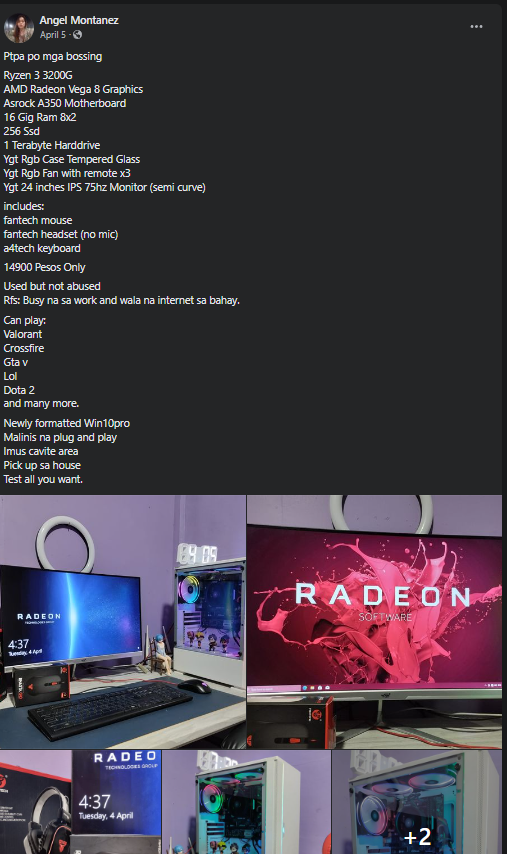 Angel Montanez
April 5 ·
Ptpa po mga bossing
Ryzen 3 3200G
AMD Radeon Vega 8 Graphics
Asrock A350 Motherboard
16 Gig Ram 8x2
256 Ssd
1 Terabyte Harddrive
Ygt Rgb Case Tempered Glass
Ygt Rgb Fan with remote x3
Ygt 24 inches IPS 75hz Monitor (semi curve)
includes:
fantech mouse
fantech headset (no mic)
a4tech keyboard
14900 Pesos Only
Used but not abused
Rfs: Busy na sa work and wala na internet sa bahay.
Can play:
Valorant
Crossfire
Gta v
Lol
Dota 2
and many more.
Newly formatted Win10pro
Malinis na plug and play
Imus cavite area
Pick up sa house
Test all you want.
RADEON
TECHNOLOGIES GROUP
4:37
Tuesday, 4 April
4:09
RADEON
SOFTWARE
RADEO
TECHNOLOGIES GROUP
4:37
Tuesday, 4 April
+2